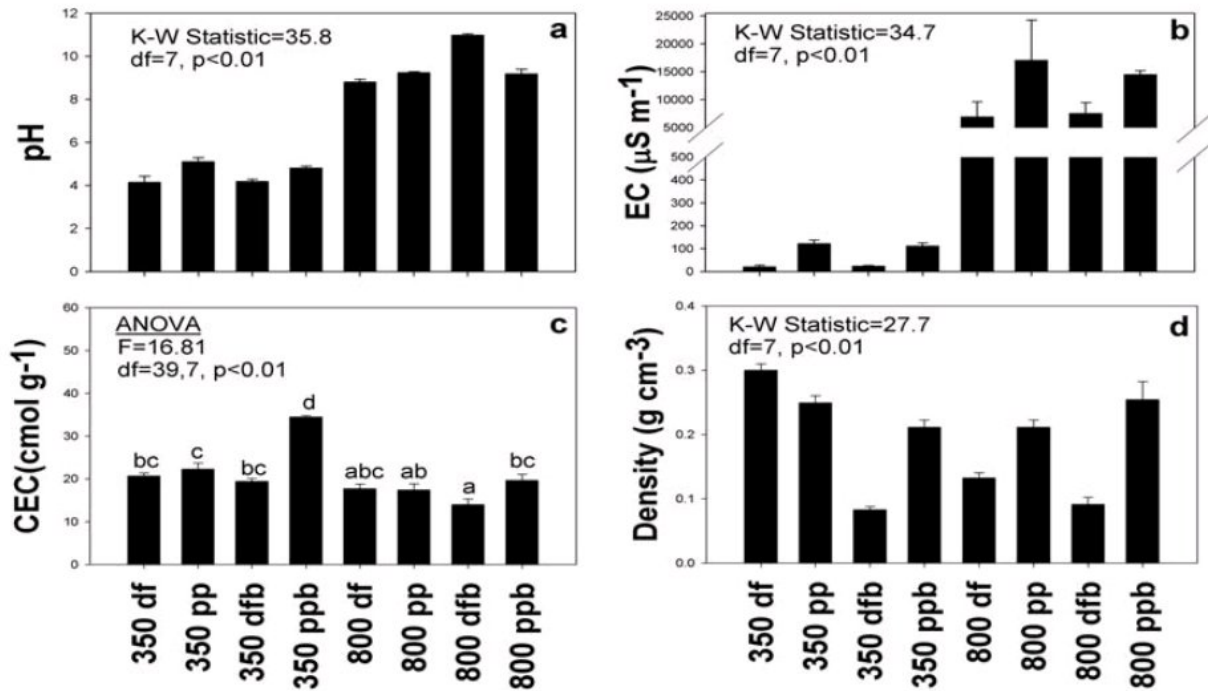 a
K-W Statistic=35.8
df=7, p<0.01
pH
12
10
8
6
4
2
0
b
K-W Statistic=34.7
df=7, p<0.01
EC (µS m-1)
25000
15000
5000
500
400
300
200
100
0
c
ANOVA
F=16.81
df=39,7, p<0.01
CEC(cmol g-1)
60
50
40
30
20
10
0
bc
c
bc
d
abc
ab
a
bc
350 df
350 pp
350 dfb
350 ppb
800 df
800 pp
800 dfb
800 ppb
d
K-W Statistic=27.7
df=7, p<0.01
Density (g cm-3)
0.4
0.3
0.2
0.1
0.0
350 df
350 pp
350 dfb
350 ppb
800 df
800 pp
800 dfb
800 ppb